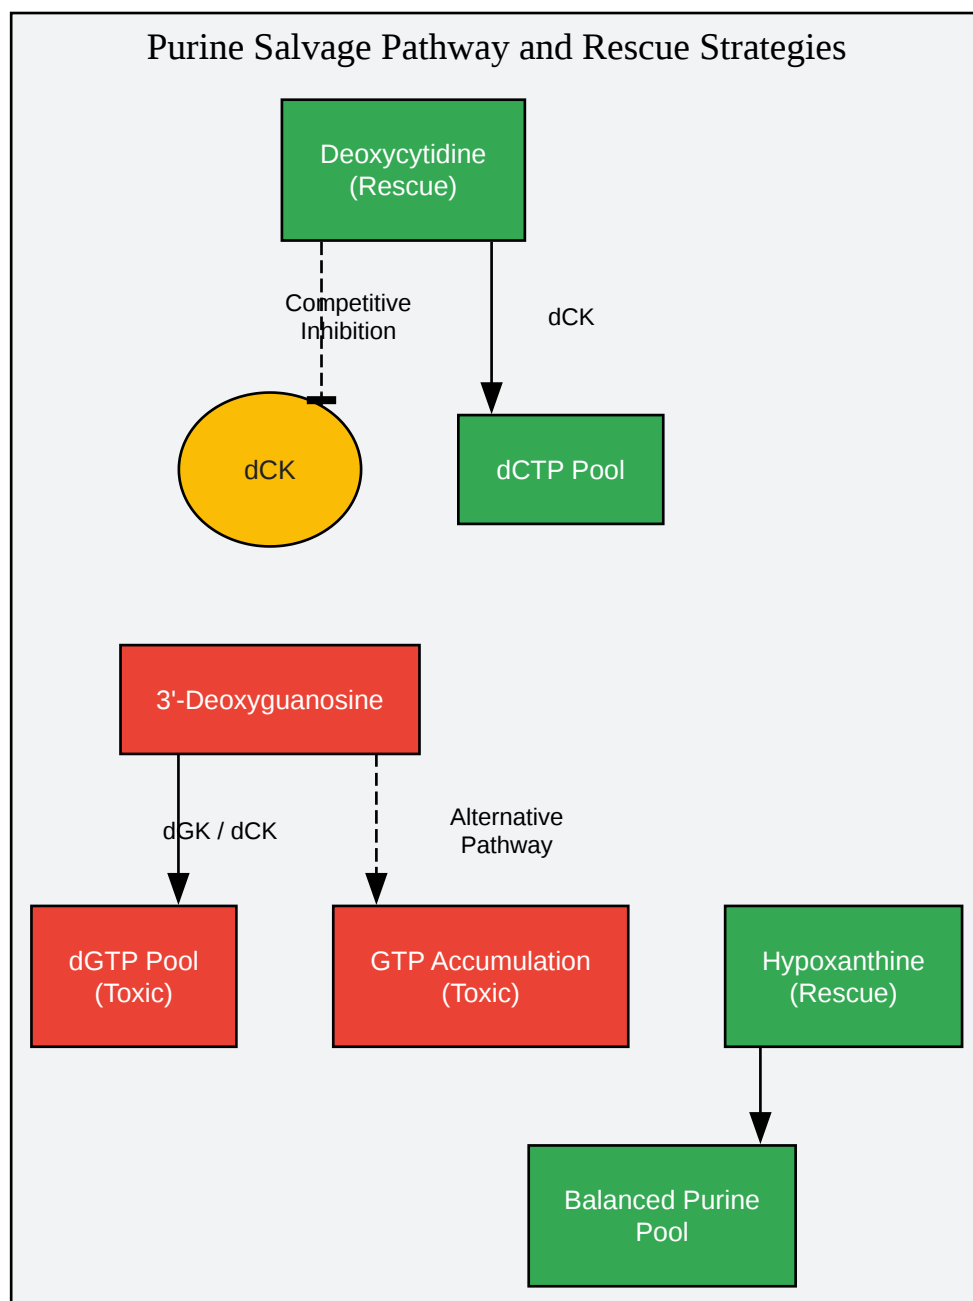 Purine Salvage Pathway and Rescue Strategies
Deoxycytidine
(Rescue)
Competitive
Inhibition
dCK
dCK
dCTP Pool
3'-Deoxyguanosine
dGK / dCK
Alternative
Pathway
dGTP Pool
(Toxic)
GTP Accumulation
(Toxic)
Hypoxanthine
(Rescue)
Balanced Purine
Pool